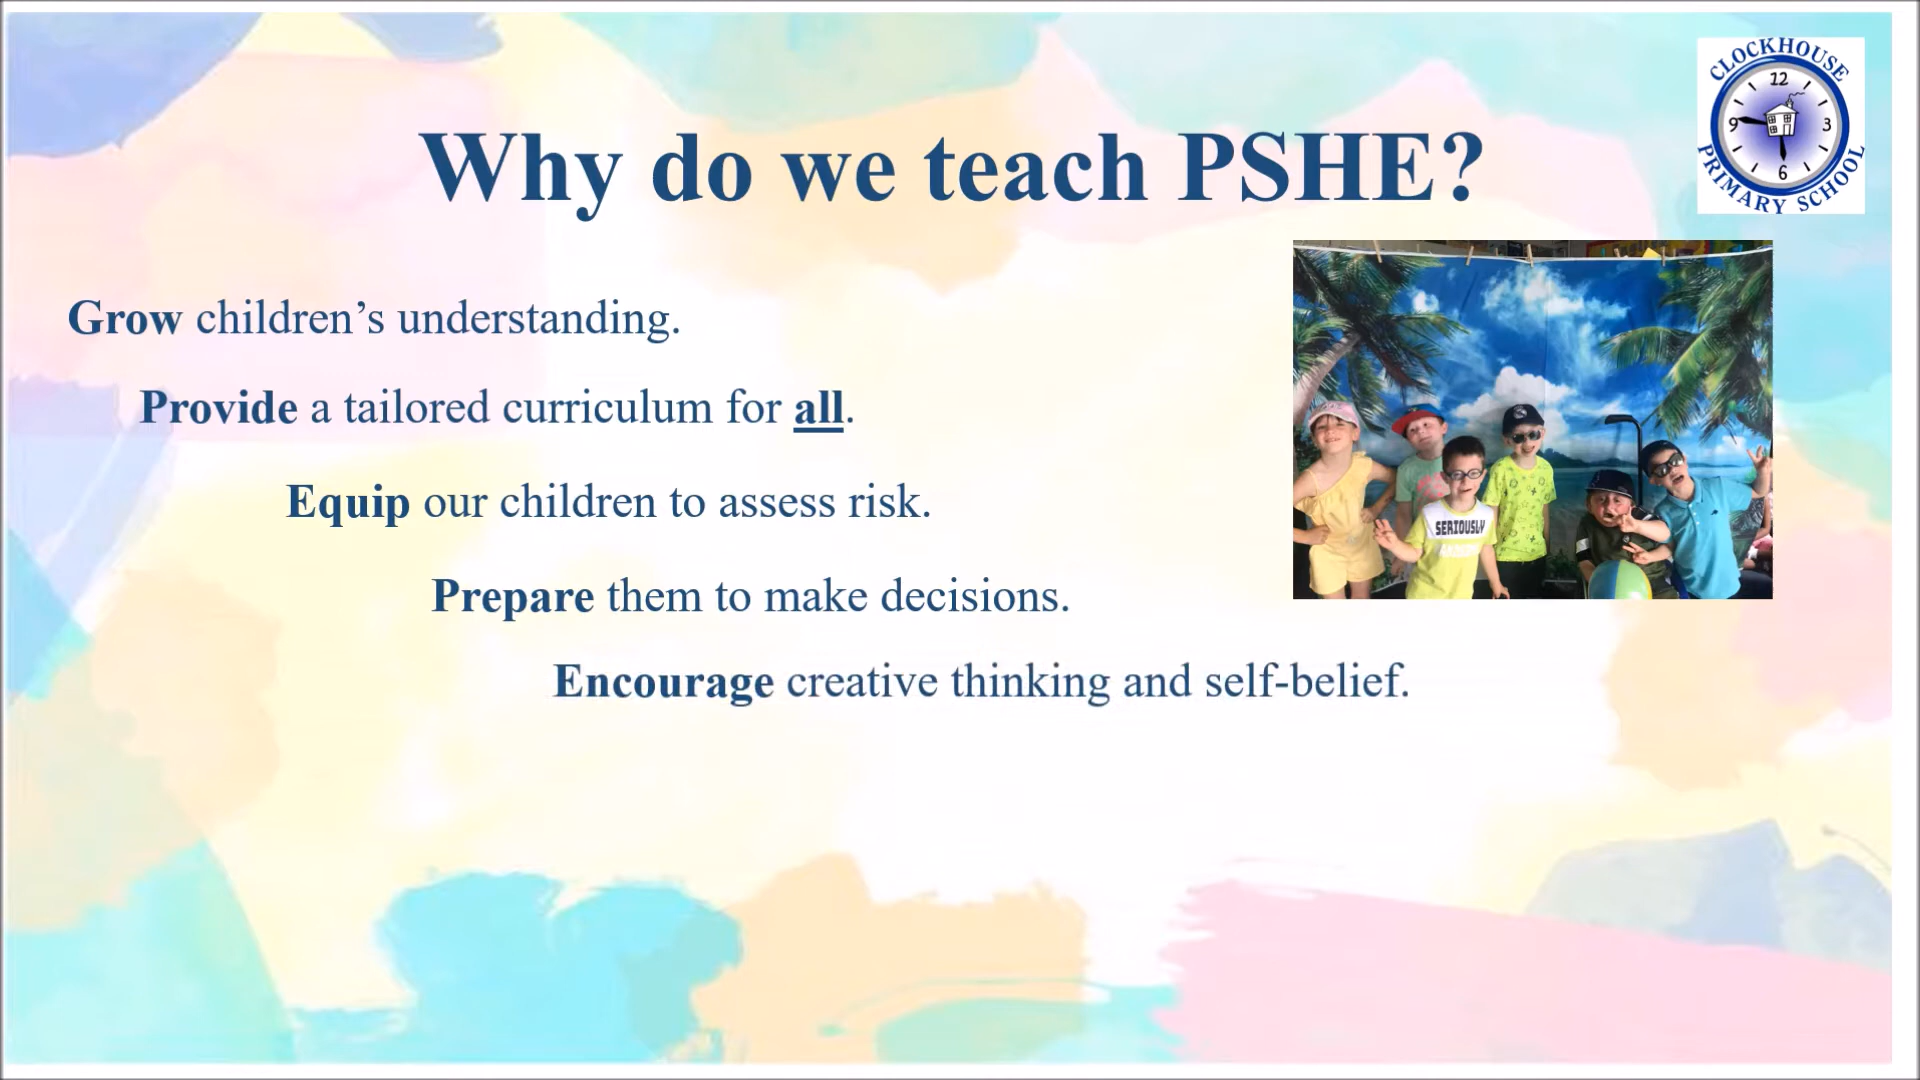 CLOCKHOUSE
12
9 3
6
PRIMARY SCHOOL
Why do we teach PSHE?
Grow children’s understanding.
Provide a tailored curriculum for all.
Equip our children to assess risk.
Prepare them to make decisions.
Encourage creative thinking and self-belief.
SERIOUSLY